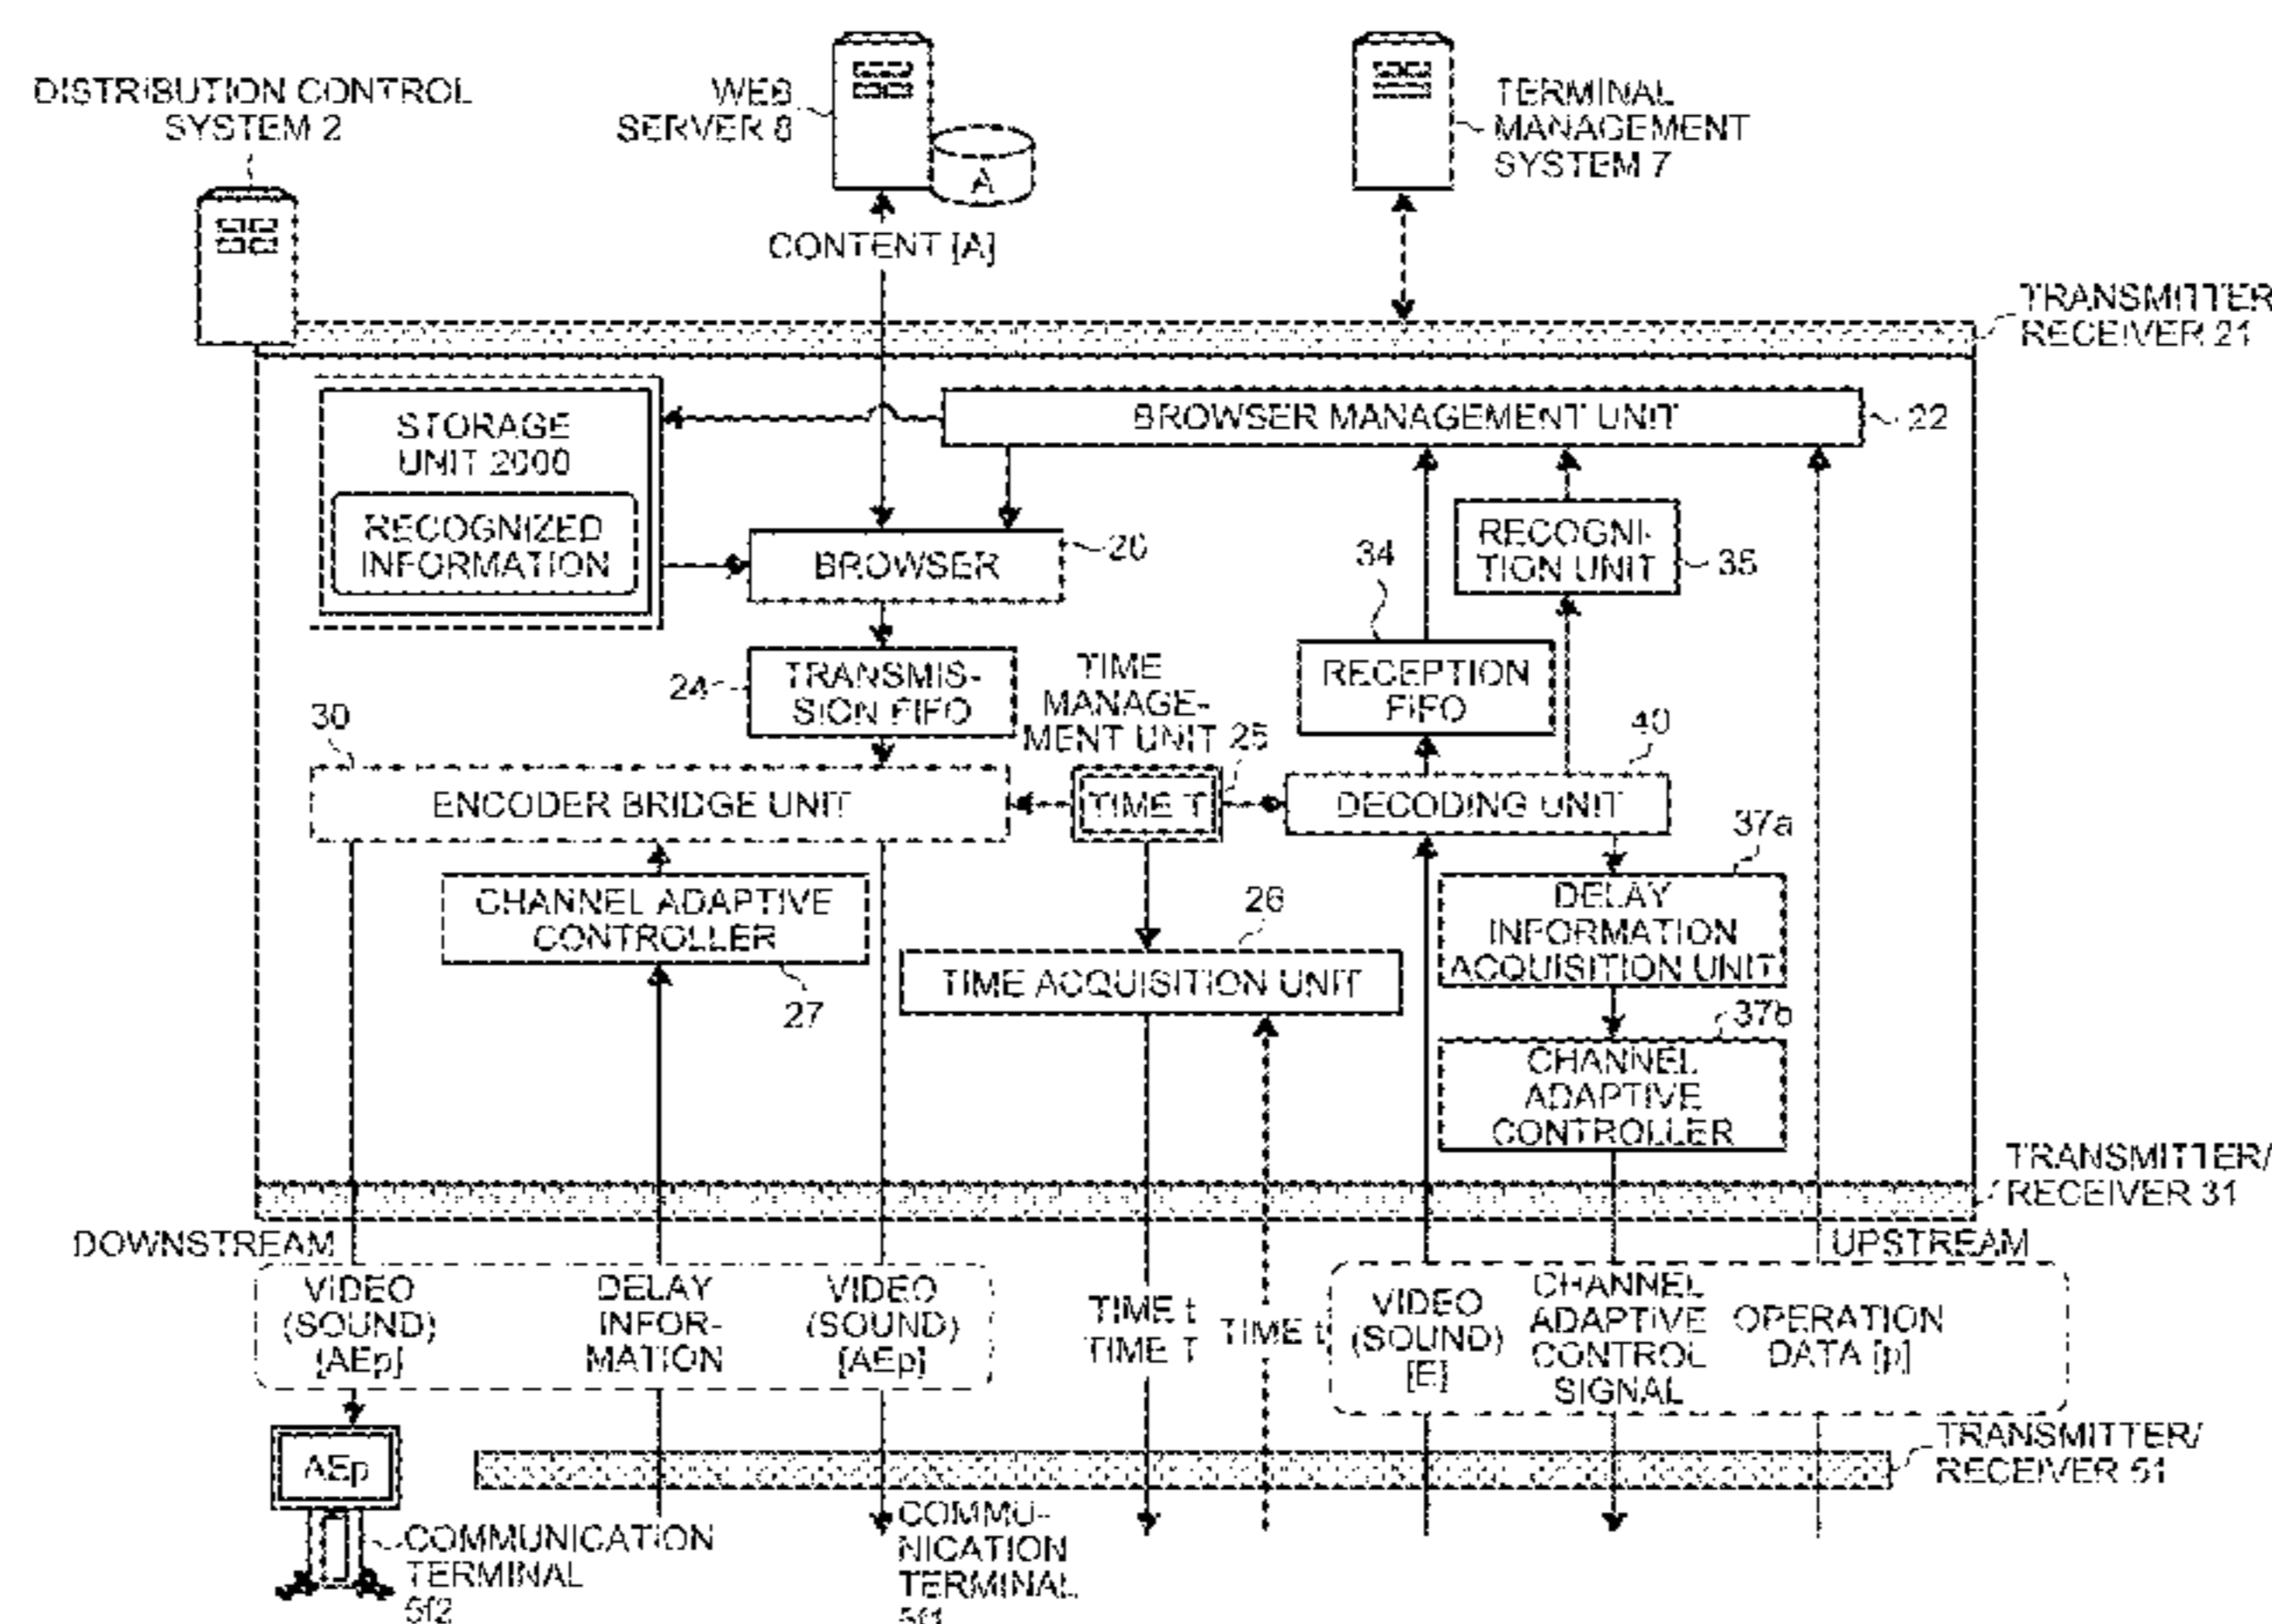 DISTRIBUTION CONTROL
SYSTEM 2
WEB
SERVER 8
A
TERMINAL
MANAGEMENT
SYSTEM 7
CONTENT [A]
TRANSMITTER
RECEIVER 21
STORAGE
UNIT 2000
RECOGNIZED
INFORMATION
BROWSER MANAGEMENT UNIT
22
BROWSER
20
RECOGNI-
TION UNIT
35
34
24
TRANSMIS-
SION FIFO
TIME
MANAGE-
MENT UNIT 25
RECEPTION
FIFO
30
40
ENCODER BRIDGE UNIT
TIME T
DECODING UNIT
37a
CHANNEL ADAPTIVE
CONTROLLER
27
26
TIME ACQUISITION UNIT
DELAY
INFORMATION
ACQUISITION UNIT
37b
CHANNEL
ADAPTIVE
CONTROLLER
TRANSMITTER/
RECEIVER 31
DOWNSTREAM
UPSTREAM
VIDEO
(SOUND)
[AEp]
DELAY
INFOR-
MATION
VIDEO
(SOUND)
[AEp]
TIME t
TIME T
TIME t
VIDEO
(SOUND)
[E]
CHANNEL
ADAPTIVE
CONTROL
SIGNAL
OPERATION
DATA [p]
AEp
TRANSMITTER/
RECEIVER 51
COMMUNICATION
TERMINAL
5f2
COMMU-
NICATION
TERMINAL
5f1